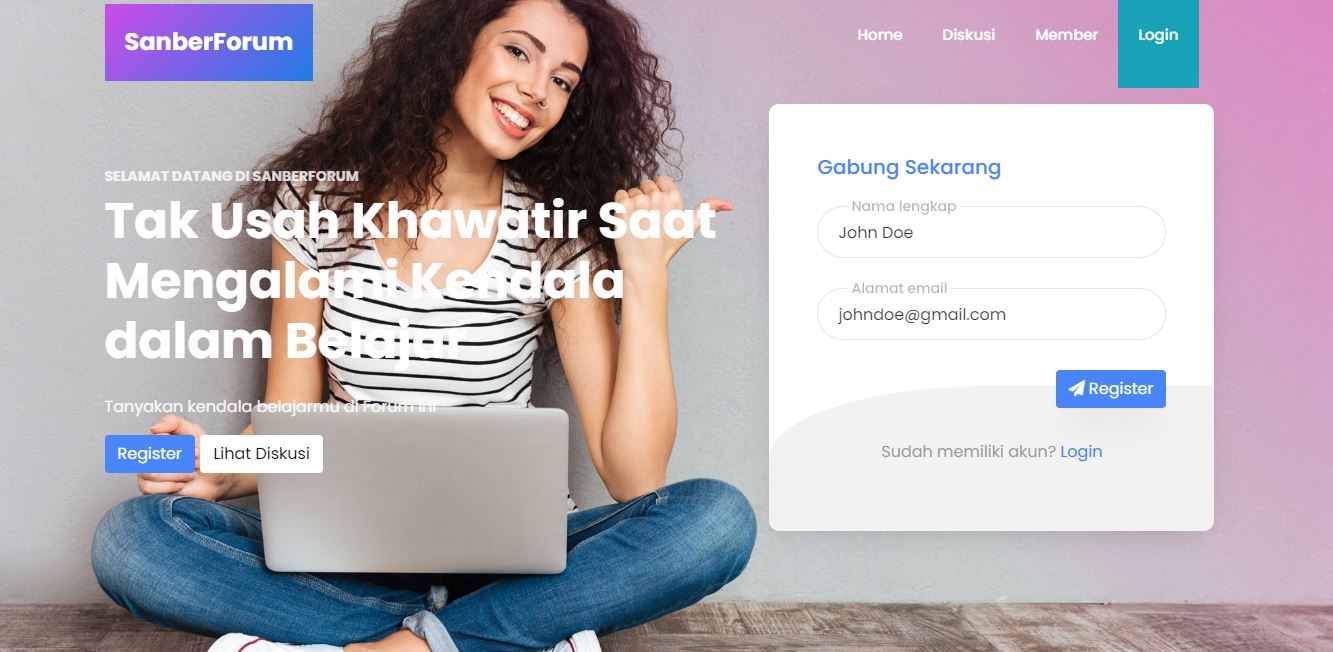 SanberForum
Home
Diskusi
Member
Login
SELAMAT DATANG DI SANBERFORUM
Tak Usah Khawatir Saat
Mengalami Kendala
dalam Belajar
Tanyakan kendala belajarmu di Forum ini
Register
Lihat Diskusi
Gabung Sekarang
Nama lengkap
John Doe
Alamat email
johndoe@gmail.com
Register
Sudah memiliki akun? Login